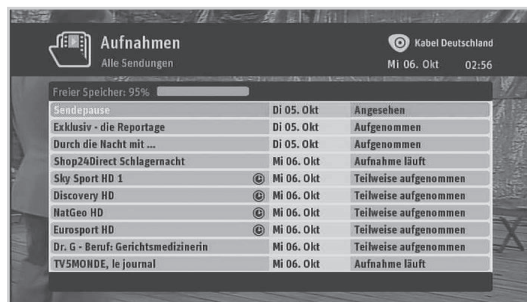 Aufnahmen
Alle Sendungen
Kabel Deutschland
Mi 06. Okt 02:56
Freier Speicher: 95%
Sendepause Di 05. Okt Angesehen
Exklusiv - die Reportage Di 05. Okt Aufgenommen
Durch die Nacht mit ... Di 05. Okt Aufgenommen
Shop24Direct Schlagernacht Mi 06. Okt Aufnahme läuft
Sky Sport HD 1 © Mi 06. Okt Teilweise aufgenommen
Discovery HD © Mi 06. Okt Teilweise aufgenommen
NatGeo HD © Mi 06. Okt Teilweise aufgenommen
Eurosport HD © Mi 06. Okt Teilweise aufgenommen
Dr. G - Beruf: Gerichtsmedizinerin Mi 06. Okt Teilweise aufgenommen
TV5MONDE, le journal Mi 06. Okt Aufnahme läuft